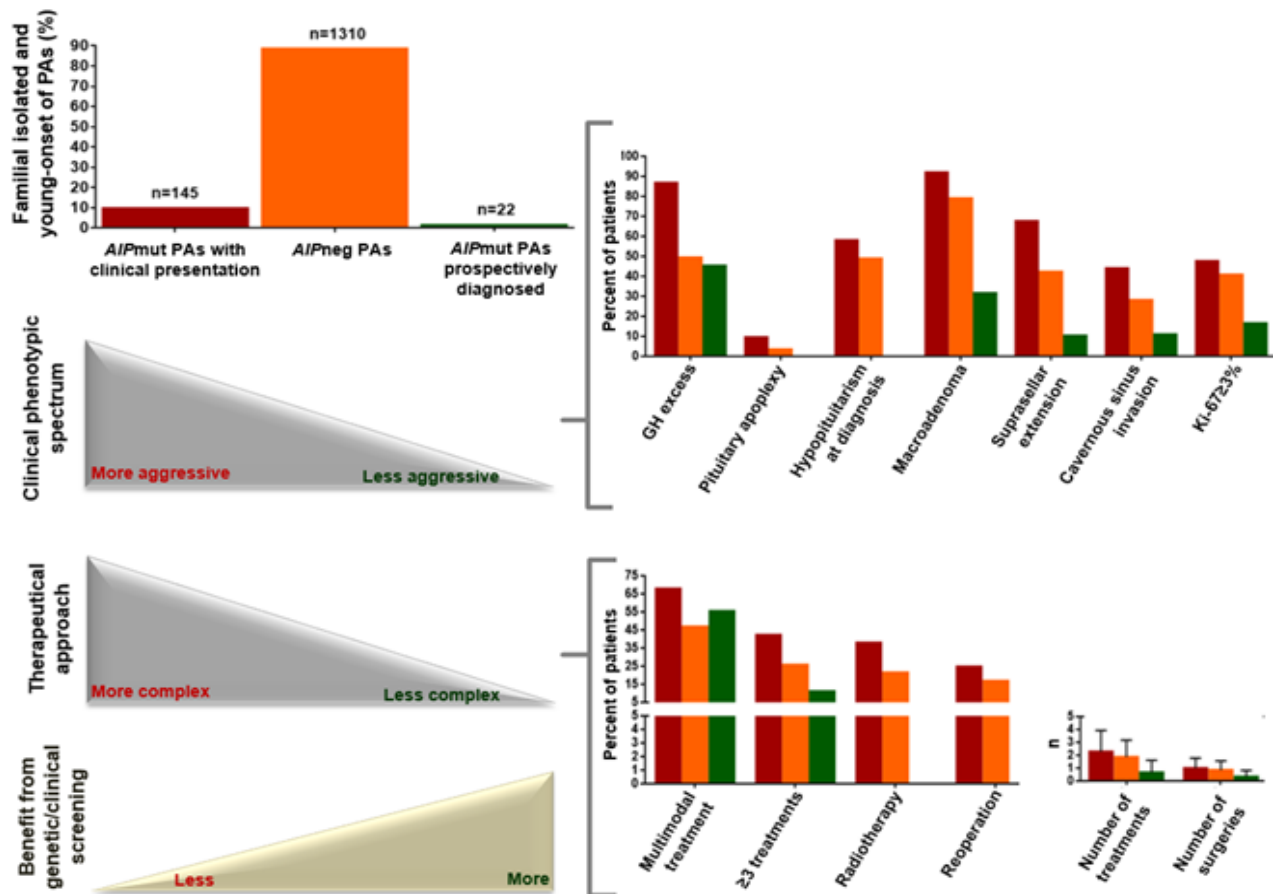 Familial isolated and
young-onset of PAs (%)
90
80
70
60
50
40
30
20
10
0
n=145
n=1310
n=22
AIPmut PAs with
clinical presentation
AIPneg PAs
AIPmut PAs
prospectively
diagnosed
Clinical phenotypic
spectrum
More aggressive
Less aggressive
Percent of patients
100
90
80
70
60
50
40
30
20
10
0
GH excess
Pituitary apoplexy
Hypopituitarism
at diagnosis
Macroadenoma
Suprasellar
extension
Cavernous sinus
invasion
Ki-67≥3%
Therapeutical
approach
More complex
Less complex
Percent of patients
75
65
55
45
35
25
15
5
5
4
3
2
1
0
Multimodal
treatment
≥3 treatments
Radiotherapy
Reoperation
n
5
4
3
2
1
0
Number of
treatments
Number of
surgeries
Benefit from
genetic/clinical
screening
Less
More